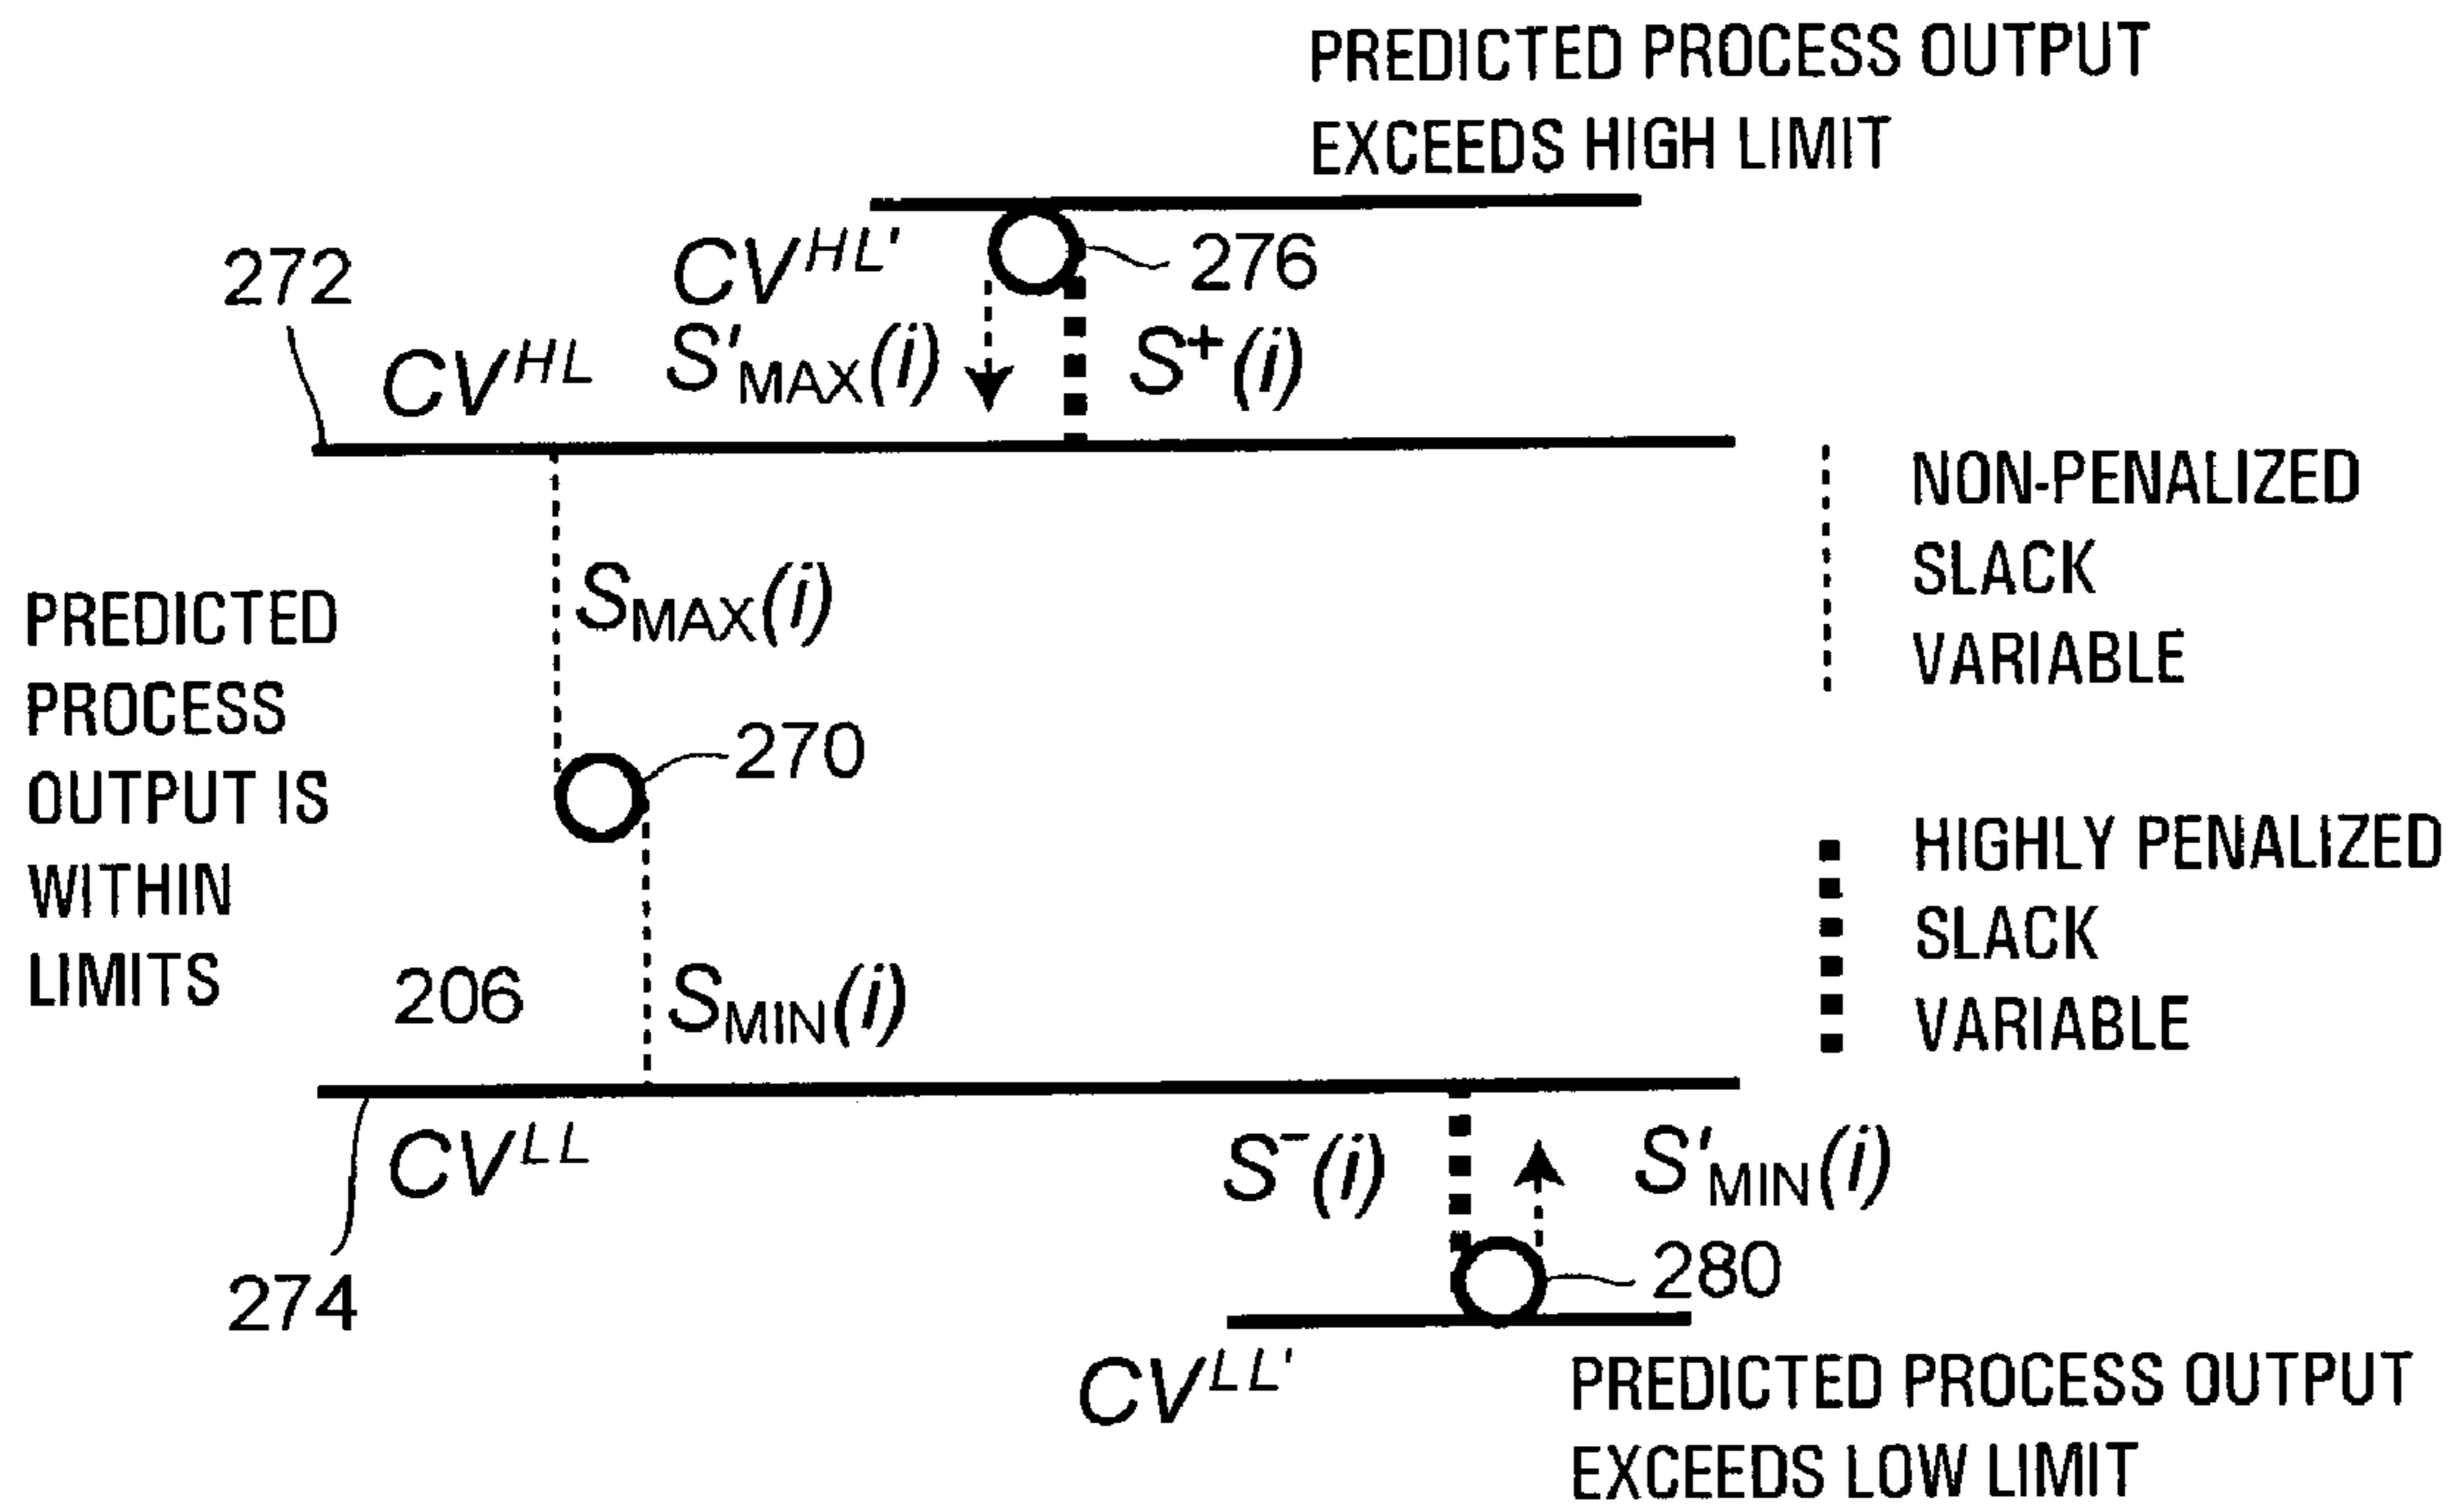 PREDICTED PROCESS OUTPUT
EXCEEDS HIGH LIMIT
272
CV^HL'
276
CV^HL
S'MAX(i)
S+(i)
NON-PENALIZED
SLACK
VARIABLE
SMAX(i)
PREDICTED
PROCESS
OUTPUT IS
WITHIN
LIMITS
270
HIGHLY PENALIZED
SLACK
VARIABLE
206
SMIN(i)
CV^LL
S-(i)
S'MIN(i)
274
280
CV^LL'
PREDICTED PROCESS OUTPUT
EXCEEDS LOW LIMIT